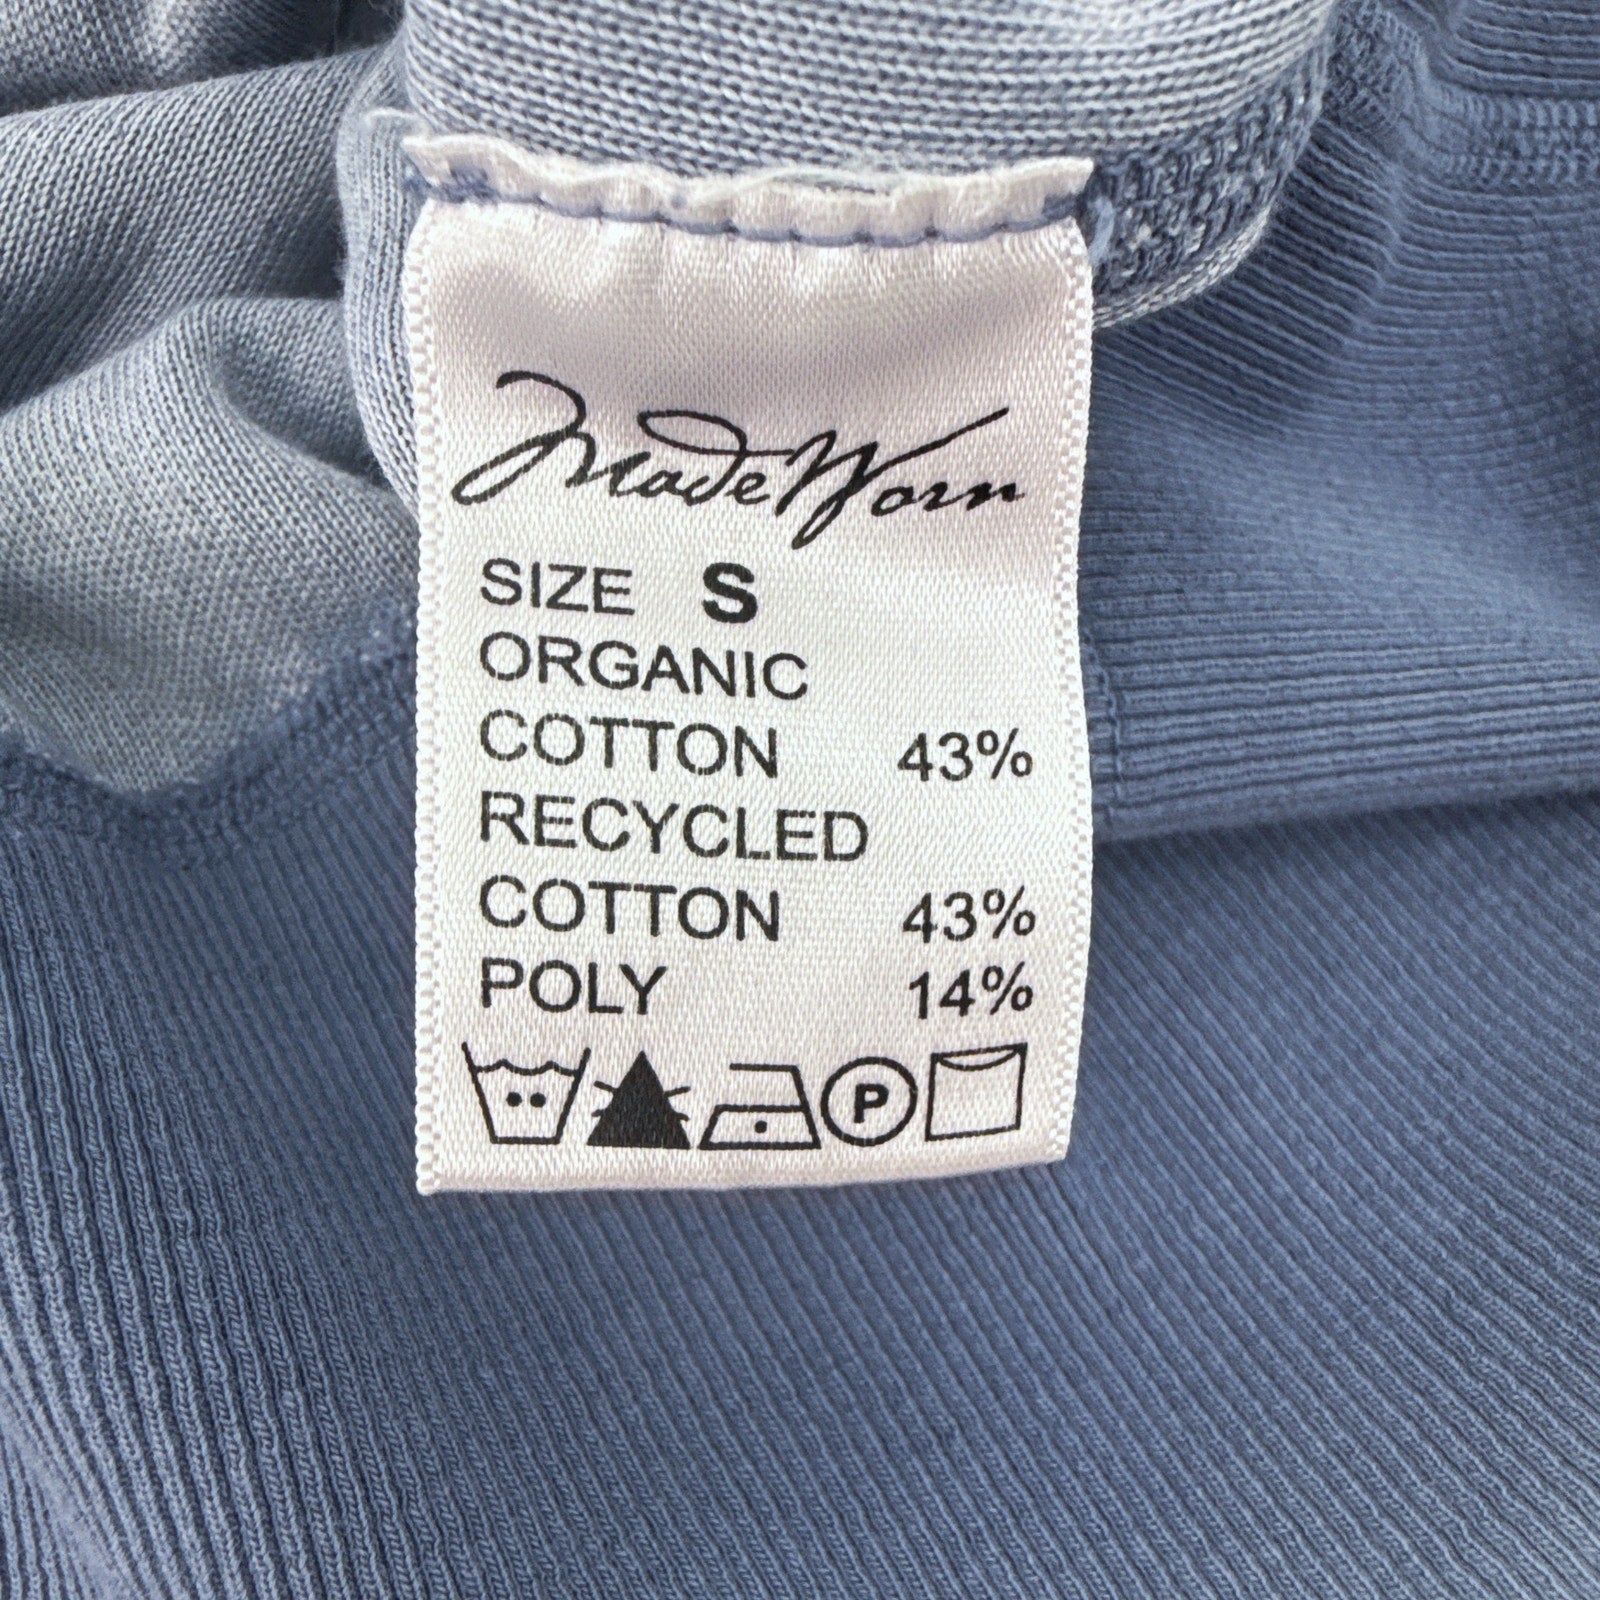 MadeWorn
SIZE S
ORGANIC
COTTON 43%
RECYCLED
COTTON 43%
POLY 14%
P